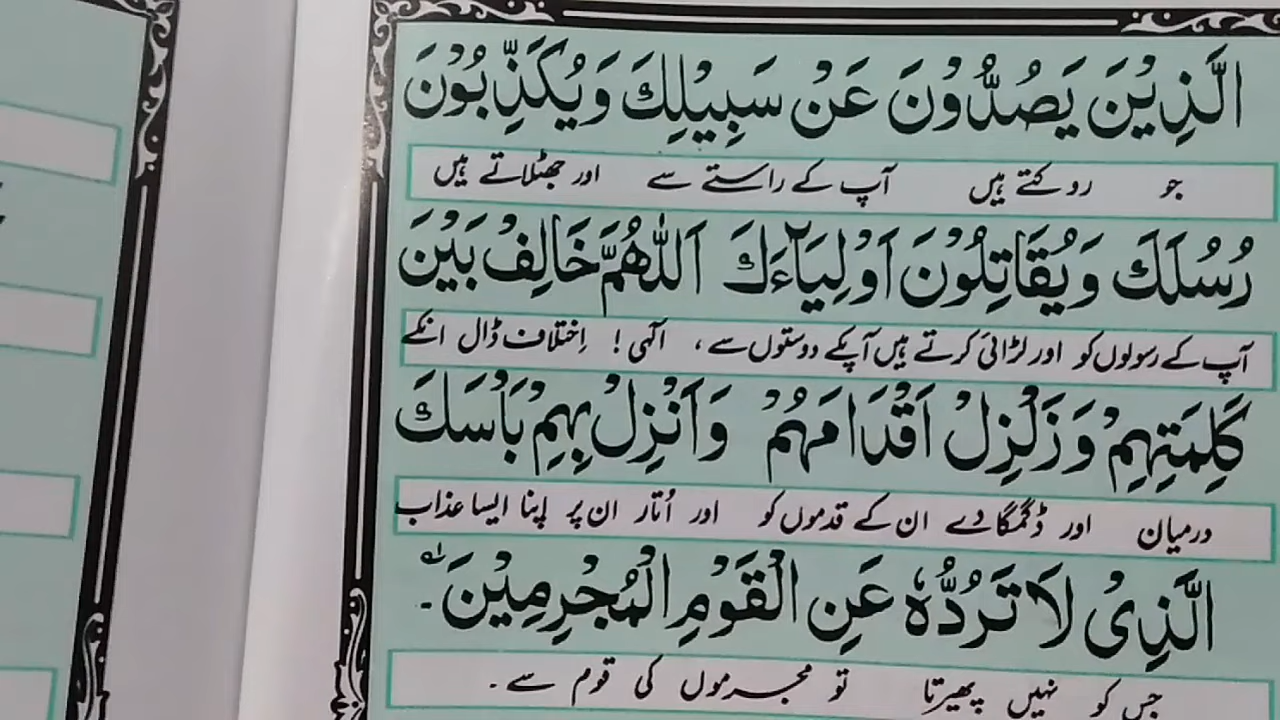 الَّذِيْنَ يَصُدُّوْنَ عَنْ سَبِيْلِكَ وَيُكَذِّبُوْنَ
جو روکتے ہیں آپ کے راستے سے اور جھٹلاتے ہیں
رُسُلَكَ وَيُقَاتِلُوْنَ اَوْلِيَآءَكَ اَللّٰهُمَّ خَالِفْ بَيْنَ
آپ کے رسولوں کو اور لڑائی کرتے ہیں آپکے دوستوں سے، الٰہی! اِختلاف ڈال انکے
كَلِمَتِهِمْ وَزَلْزِلْ اَقْدَامَهُمْ وَاَنْزِلْ بِهِمْ بَاْسَكَ
درمیان اور ڈگمگا دے ان کے قدموں کو اور اُتار ان پر اپنا ایسا عذاب
الَّذِىْ لَا تَرُدُّهٗ عَنِ الْقَوْمِ الْمُجْرِمِيْنَ۔
جس کو نہیں پھیرتا تو مجرموں کی قوم سے۔